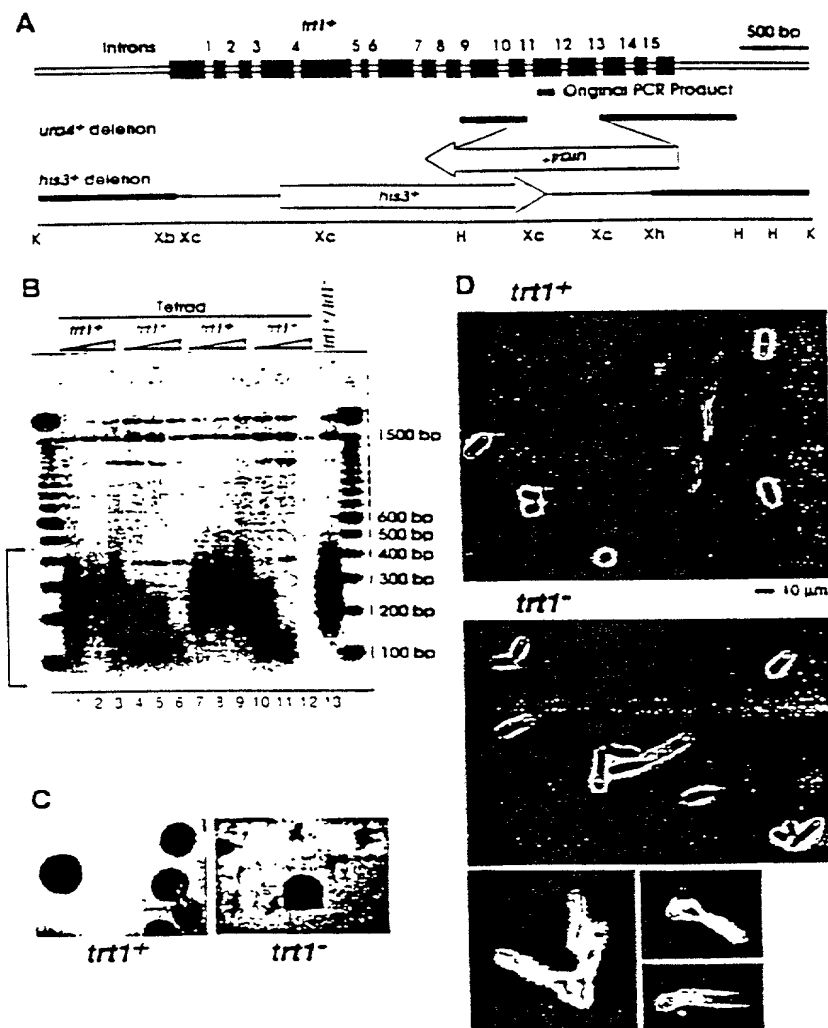 A
trt1+
500 bp
Introns
1 2 3 4 5 6 7 8 9 10 11 12 13 14 15
Original PCR Product
ura4+ deletion
ura4+
his3+ deletion
his3+
K Xb Xc Xc H Xc Xc Xh H H K
B
Tetrad
trt1+ trt1- trt1+ trt1-
1500 bp
600 bp
500 bp
400 bp
300 bp
200 bp
100 bp
1 2 3 4 5 6 7 8 9 10 11 12 13
C
trt1+
trt1-
D
trt1+
10 µm
trt1-